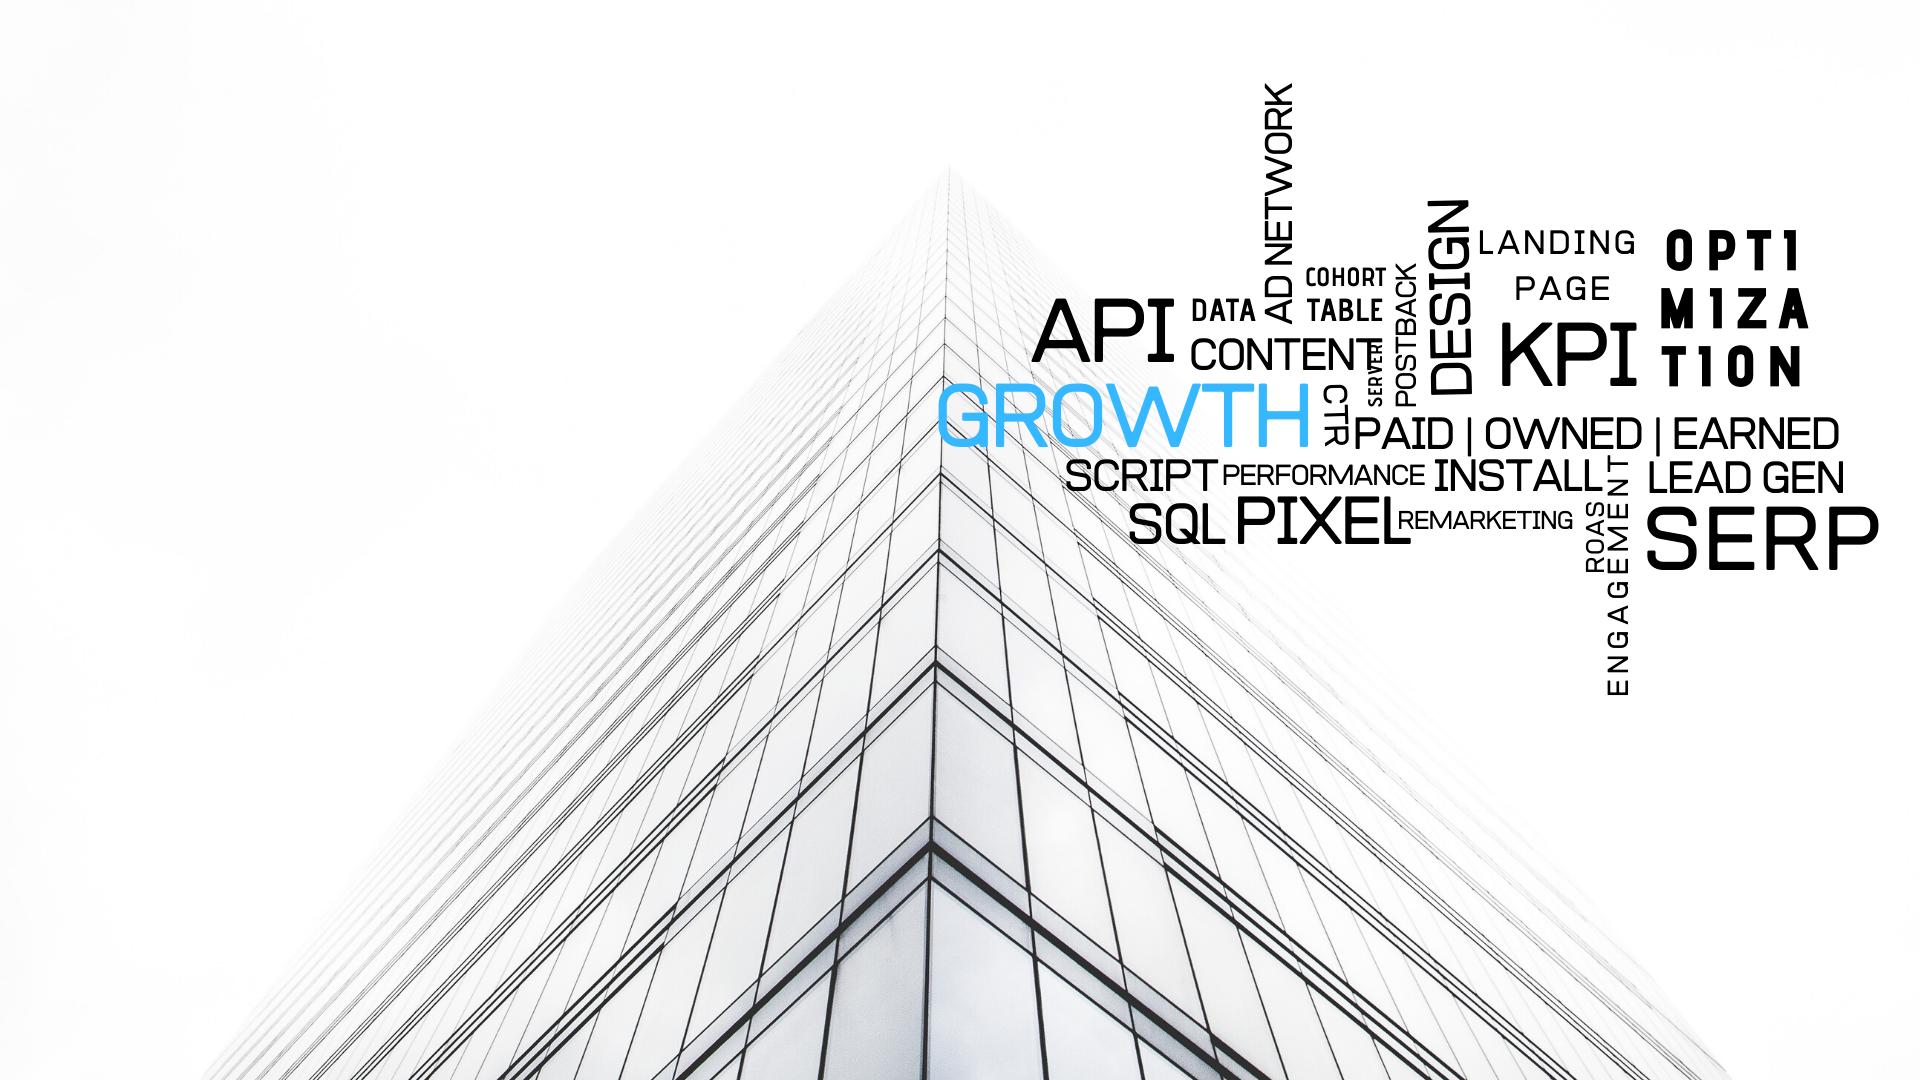 AD NETWORK
COHORT
TABLE
DATA
API
CONTENT
SERVER
POSTBACK
DESIGN
LANDING
PAGE
KPI
OPTI
MIZA
TION
GROWTH
CTR
PAID | OWNED | EARNED
SCRIPT
PERFORMANCE
INSTALL
LEAD GEN
SQL
PIXEL
REMARKETING
ROAS
ENGAGEMENT
SERP